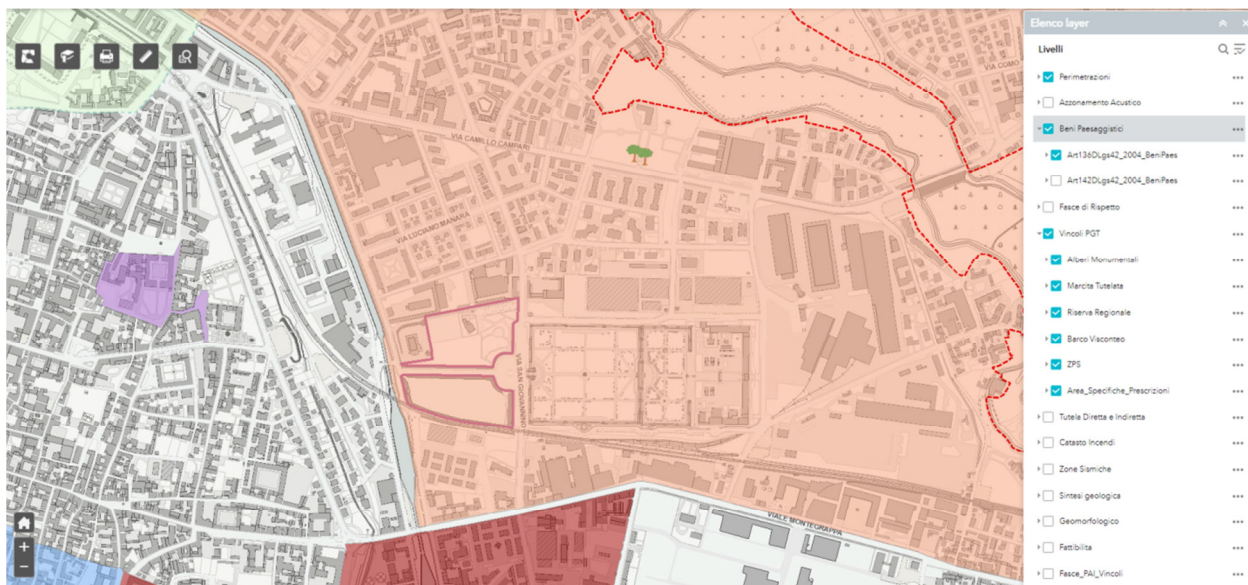 Elenco layer
Livelli
Perimetrazioni
Azzonamento Acustico
Beni Paesaggistici
Art136DLgs42_2004_BeniPaes
Art142DLgs42_2004_BeniPaes
Fasce di Rispetto
Vincoli PGT
Alberi Monumentali
Marcita Tutelata
Riserva Regionale
Barco Visconteo
ZPS
Area_Specifiche_Prescrizioni
Tutela Diretta e Indiretta
Catasto Incendi
Zone Sismiche
Sintesi geologica
Geomorfologico
Fattibilita
Fasce_PAI_Vincoli
VIA COMO
VIA CAMILLO CAMPARI
VIA LUCIANO MANARA
VIA SAN GIOVANNINO
VIALE MONTEGRAPPA